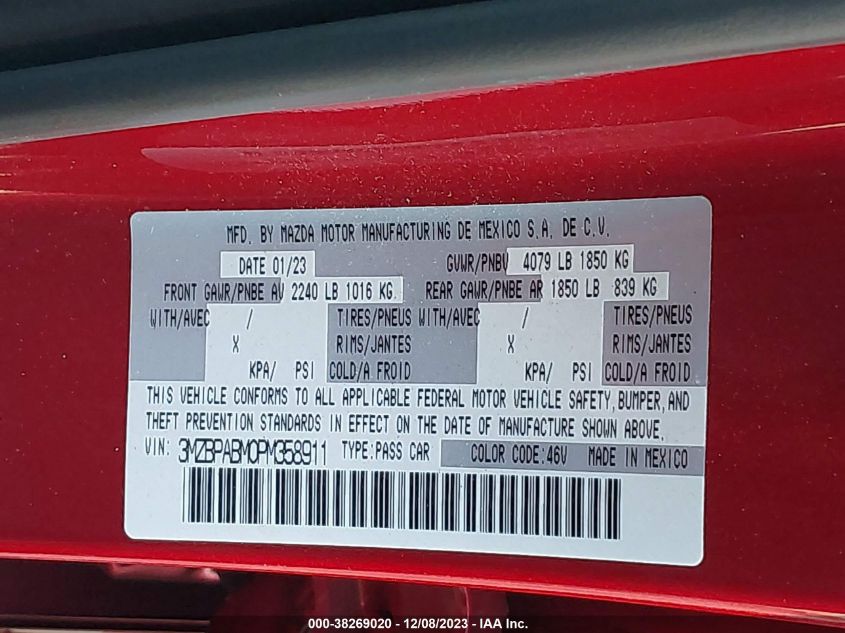 MFD. BY MAZDA MOTOR MANUFACTURING DE MEXICO S.A. DE C.V.
DATE 01/23 GVWR/PNBV 4079 LB 1850 KG
FRONT GAWR/PNBE AV 2240 LB 1016 KG. REAR GAWR/PNBE AR 1850 LB 839 KG
WITH/AVEC / TIRES/PNEUS WITH/AVEC / TIRES/PNEUS
X RIMS/JANTES X RIMS/JANTES
KPA/ PSI COLD/A FROID KPA/ PSI COLD/A FROID
THIS VEHICLE CONFORMS TO ALL APPLICABLE FEDERAL MOTOR VEHICLE SAFETY, BUMPER, AND
THEFT PREVENTION STANDARDS IN EFFECT ON THE DATE OF MANUFACTURE SHOWN ABOVE.
VIN: 3MZBPABM0PM358911 TYPE:PASS CAR COLOR CODE:46V MADE IN MEXICO
000-38269020 - 12/08/2023 - IAA Inc.